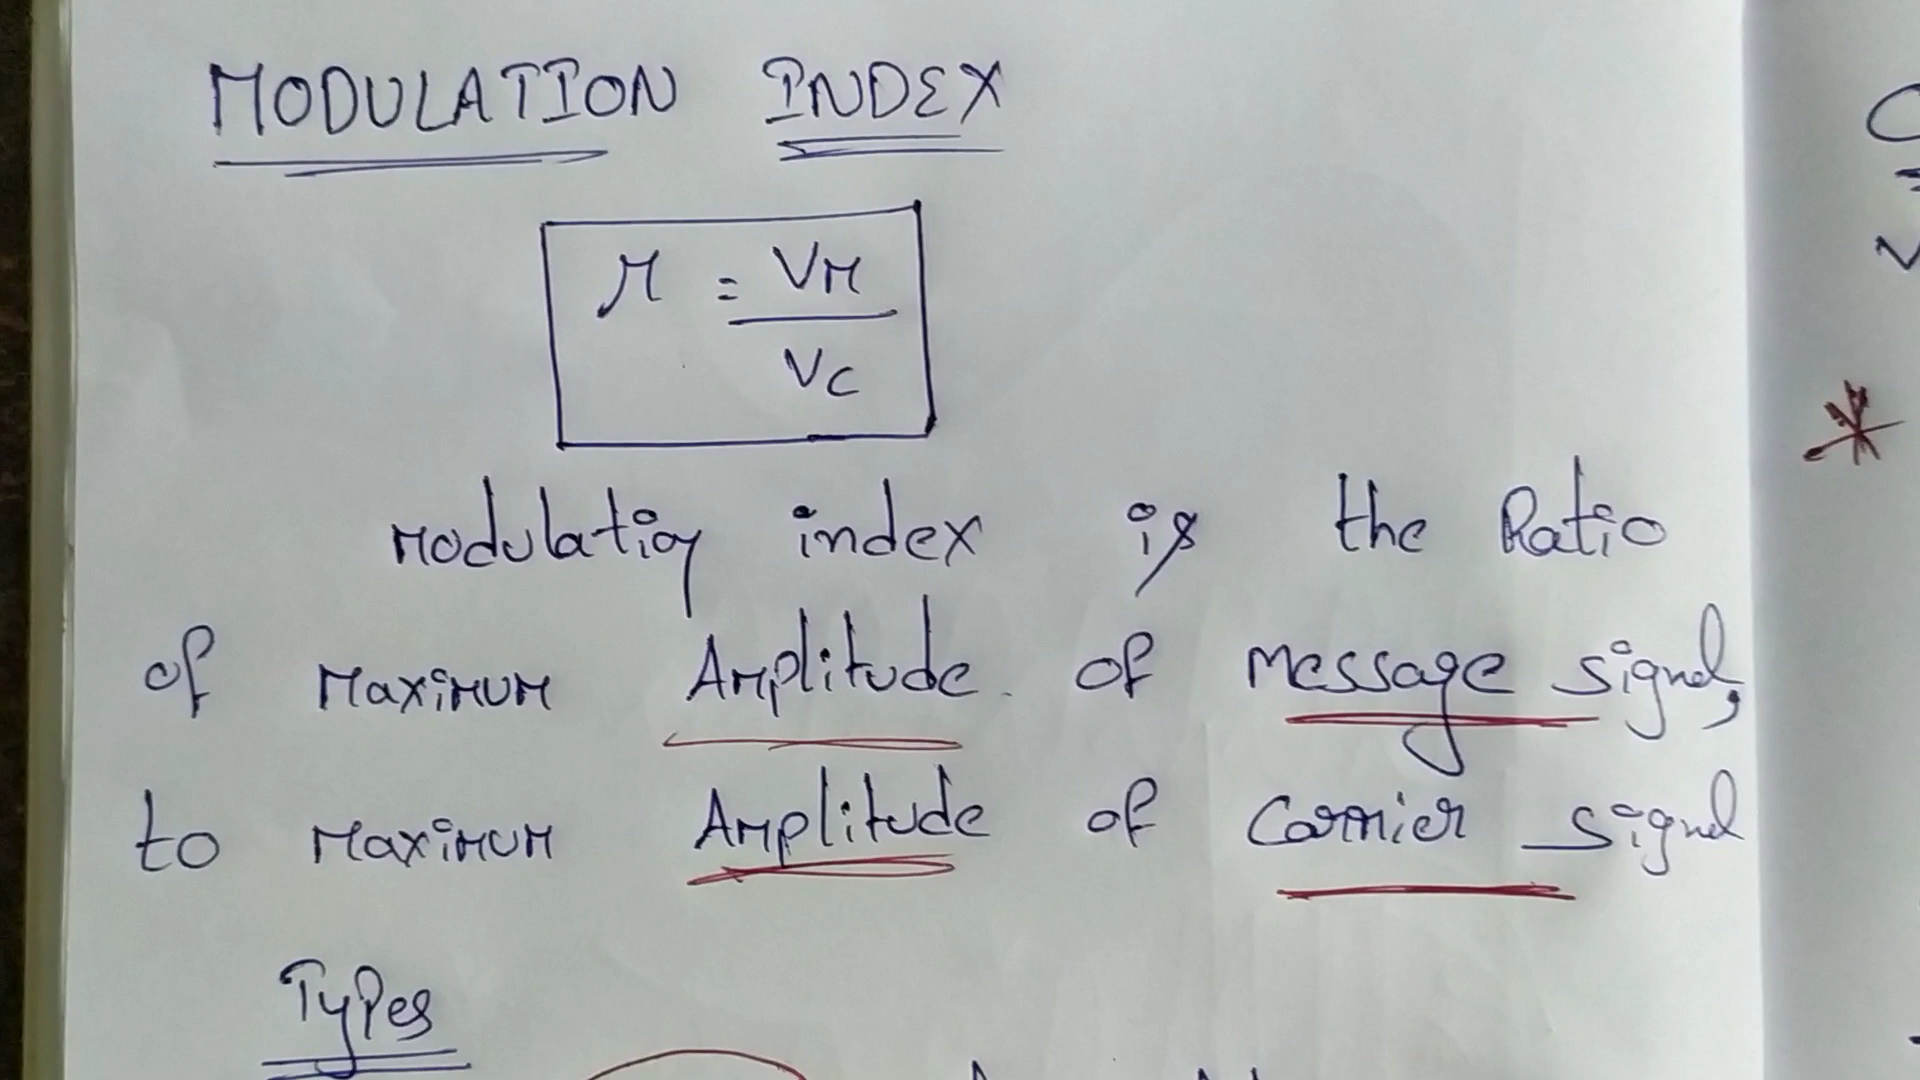 MODULATION INDEX
μ = VM / VC
Modulation index is the Ratio
of Maximum Amplitude of Message signal,
to Maximum Amplitude of Carrier signal
Types